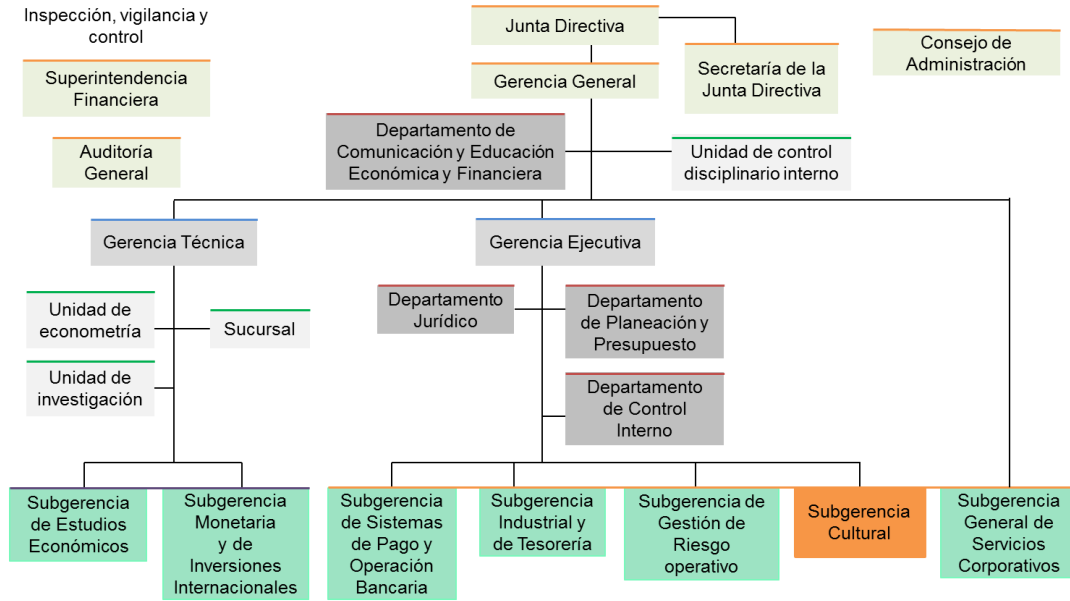 Inspección, vigilancia y
control
Superintendencia
Financiera
Auditoría
General
Junta Directiva
Gerencia General
Secretaría de la
Junta Directiva
Consejo de
Administración
Departamento de
Comunicación y Educación
Económica y Financiera
Unidad de control
disciplinario interno
Gerencia Técnica
Gerencia Ejecutiva
Unidad de
econometría
Sucursal
Unidad de
investigación
Departamento
Jurídico
Departamento
de Planeación y
Presupuesto
Departamento
de Control
Interno
Subgerencia
de Estudios
Económicos
Subgerencia
Monetaria
y de
Inversiones
Internacionales
Subgerencia
de Sistemas
de Pago y
Operación
Bancaria
Subgerencia
Industrial y
de Tesorería
Subgerencia de
Gestión de
Riesgo
operativo
Subgerencia
Cultural
Subgerencia
General de
Servicios
Corporativos